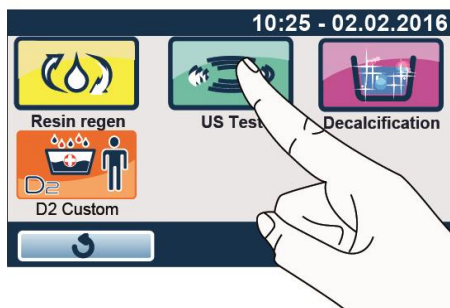 10:25 - 02.02.2016
Resin regen
US Test
Decalcification
D2
D2 Custom